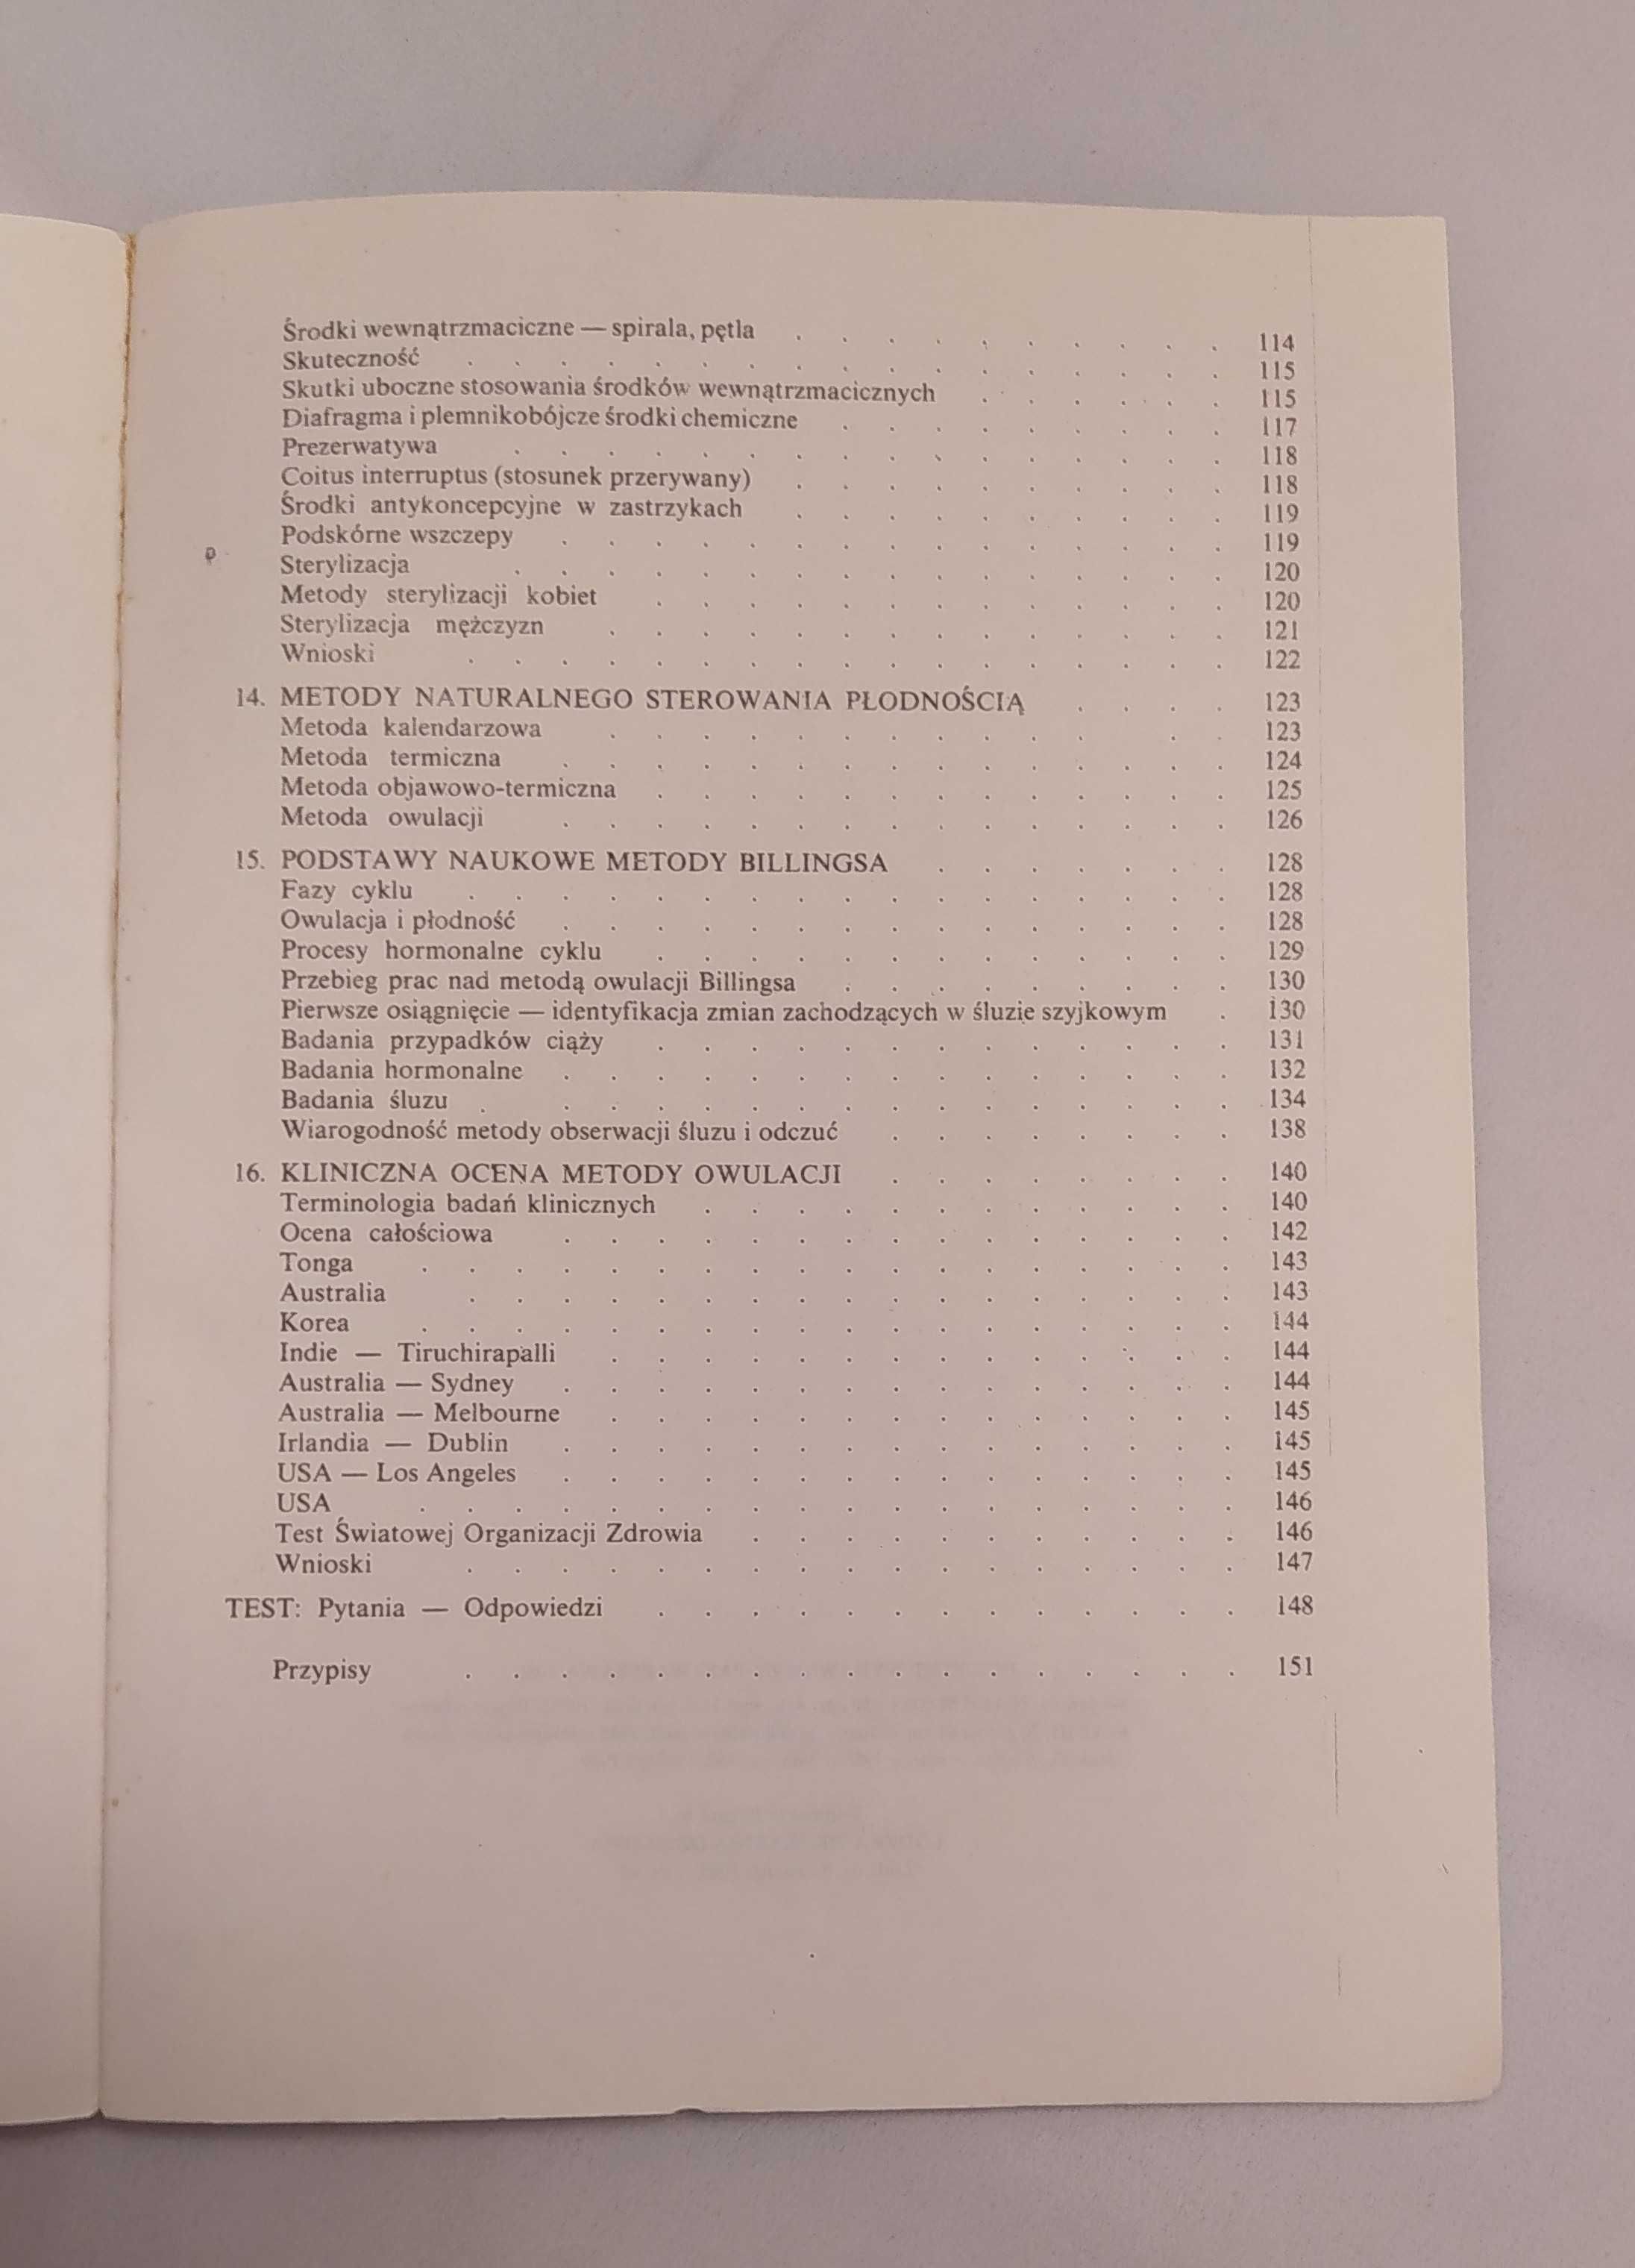 Środki wewnątrzmaciczne — spirala, pętla . . . . . . . . . . 114
Skuteczność . . . . . . . . . . . . . . . . . 115
Skutki uboczne stosowania środków wewnątrzmacicznych . . . . . . 115
Diafragma i plemnikobójcze środki chemiczne . . . . . . . . . 117
Prezerwatywa . . . . . . . . . . . . . . . . 118
Coitus interruptus (stosunek przerywany) . . . . . . . . . . 118
Środki antykoncepcyjne w zastrzykach . . . . . . . . . . 119
Podskórne wszczepy . . . . . . . . . . . . . . . 119
Sterylizacja . . . . . . . . . . . . . . . . 120
Metody sterylizacji kobiet . . . . . . . . . . . . . 120
Sterylizacja mężczyzn . . . . . . . . . . . . . . 121
Wnioski . . . . . . . . . . . . . . . . . 122
14. METODY NATURALNEGO STEROWANIA PŁODNOŚCIĄ . . . . 123
Metoda kalendarzowa . . . . . . . . . . . . . 123
Metoda termiczna . . . . . . . . . . . . . . . 124
Metoda objawowo-termiczna . . . . . . . . . . . . . 125
Metoda owulacji . . . . . . . . . . . . . . . 126
15. PODSTAWY NAUKOWE METODY BILLINGSA . . . . . . . 128
Fazy cyklu . . . . . . . . . . . . . . . . . 128
Owulacja i płodność . . . . . . . . . . . . . . . 128
Procesy hormonalne cyklu . . . . . . . . . . . . . 129
Przebieg prac nad metodą owulacji Billingsa . . . . . . . . . 130
Pierwsze osiągnięcie — identyfikacja zmian zachodzących w śluzie szyjkowym . 130
Badania przypadków ciąży . . . . . . . . . . . . . 131
Badania hormonalne . . . . . . . . . . . . . . . 132
Badania śluzu . . . . . . . . . . . . . . . . 134
Wiarogodność metody obserwacji śluzu i odczuć . . . . . . . . 138
16. KLINICZNA OCENA METODY OWULACJI . . . . . . . . 140
Terminologia badań klinicznych . . . . . . . . . . . . 140
Ocena całościowa . . . . . . . . . . . . . . . 142
Tonga . . . . . . . . . . . . . . . . . . 143
Australia . . . . . . . . . . . . . . . . . 143
Korea . . . . . . . . . . . . . . . . . . 144
Indie — Tiruchirapalli . . . . . . . . . . . . . . 144
Australia — Sydney . . . . . . . . . . . . . . . 144
Australia — Melbourne . . . . . . . . . . . . . . 145
Irlandia — Dublin . . . . . . . . . . . . . . . 145
USA — Los Angeles . . . . . . . . . . . . . . . 145
USA . . . . . . . . . . . . . . . . . . 146
Test Światowej Organizacji Zdrowia . . . . . . . . . . . 146
Wnioski . . . . . . . . . . . . . . . . . 147
TEST: Pytania — Odpowiedzi . . . . . . . . . . . . . 148
Przypisy . . . . . . . . . . . . . . . . . 151